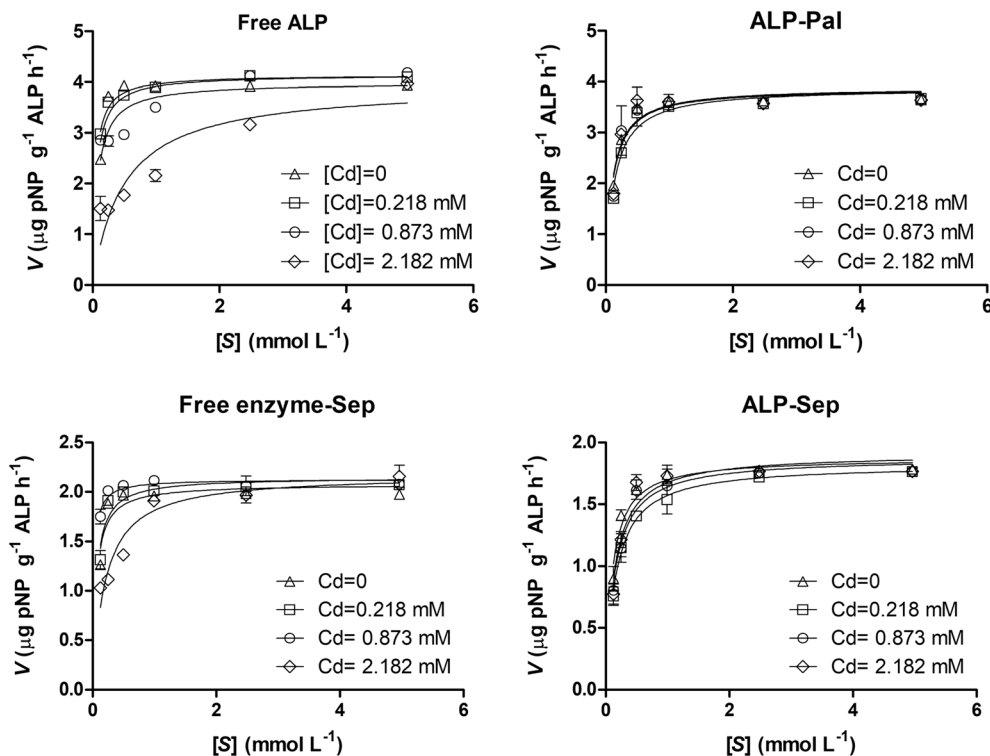 Free ALP
5
4
3
2
1
0
0
2
4
6
V (μg pNP g-1 ALP h-1)
[S] (mmol L-1)
[Cd]=0
[Cd]=0.218 mM
[Cd]= 0.873 mM
[Cd]= 2.182 mM
ALP-Pal
5
4
3
2
1
0
0
2
4
6
V (μg pNP g-1 ALP h-1)
[S] (mmol L-1)
Cd=0
Cd=0.218 mM
Cd= 0.873 mM
Cd= 2.182 mM
Free enzyme-Sep
2.5
2.0
1.5
1.0
0.5
0.0
0
2
4
6
V (μg pNP g-1 ALP h-1)
[S] (mmol L-1)
Cd=0
Cd=0.218 mM
Cd= 0.873 mM
Cd= 2.182 mM
ALP-Sep
2.0
1.5
1.0
0.5
0.0
0
2
4
6
V (μg pNP g-1 ALP h-1)
[S] (mmol L-1)
Cd=0
Cd=0.218 mM
Cd= 0.873 mM
Cd= 2.182 mM